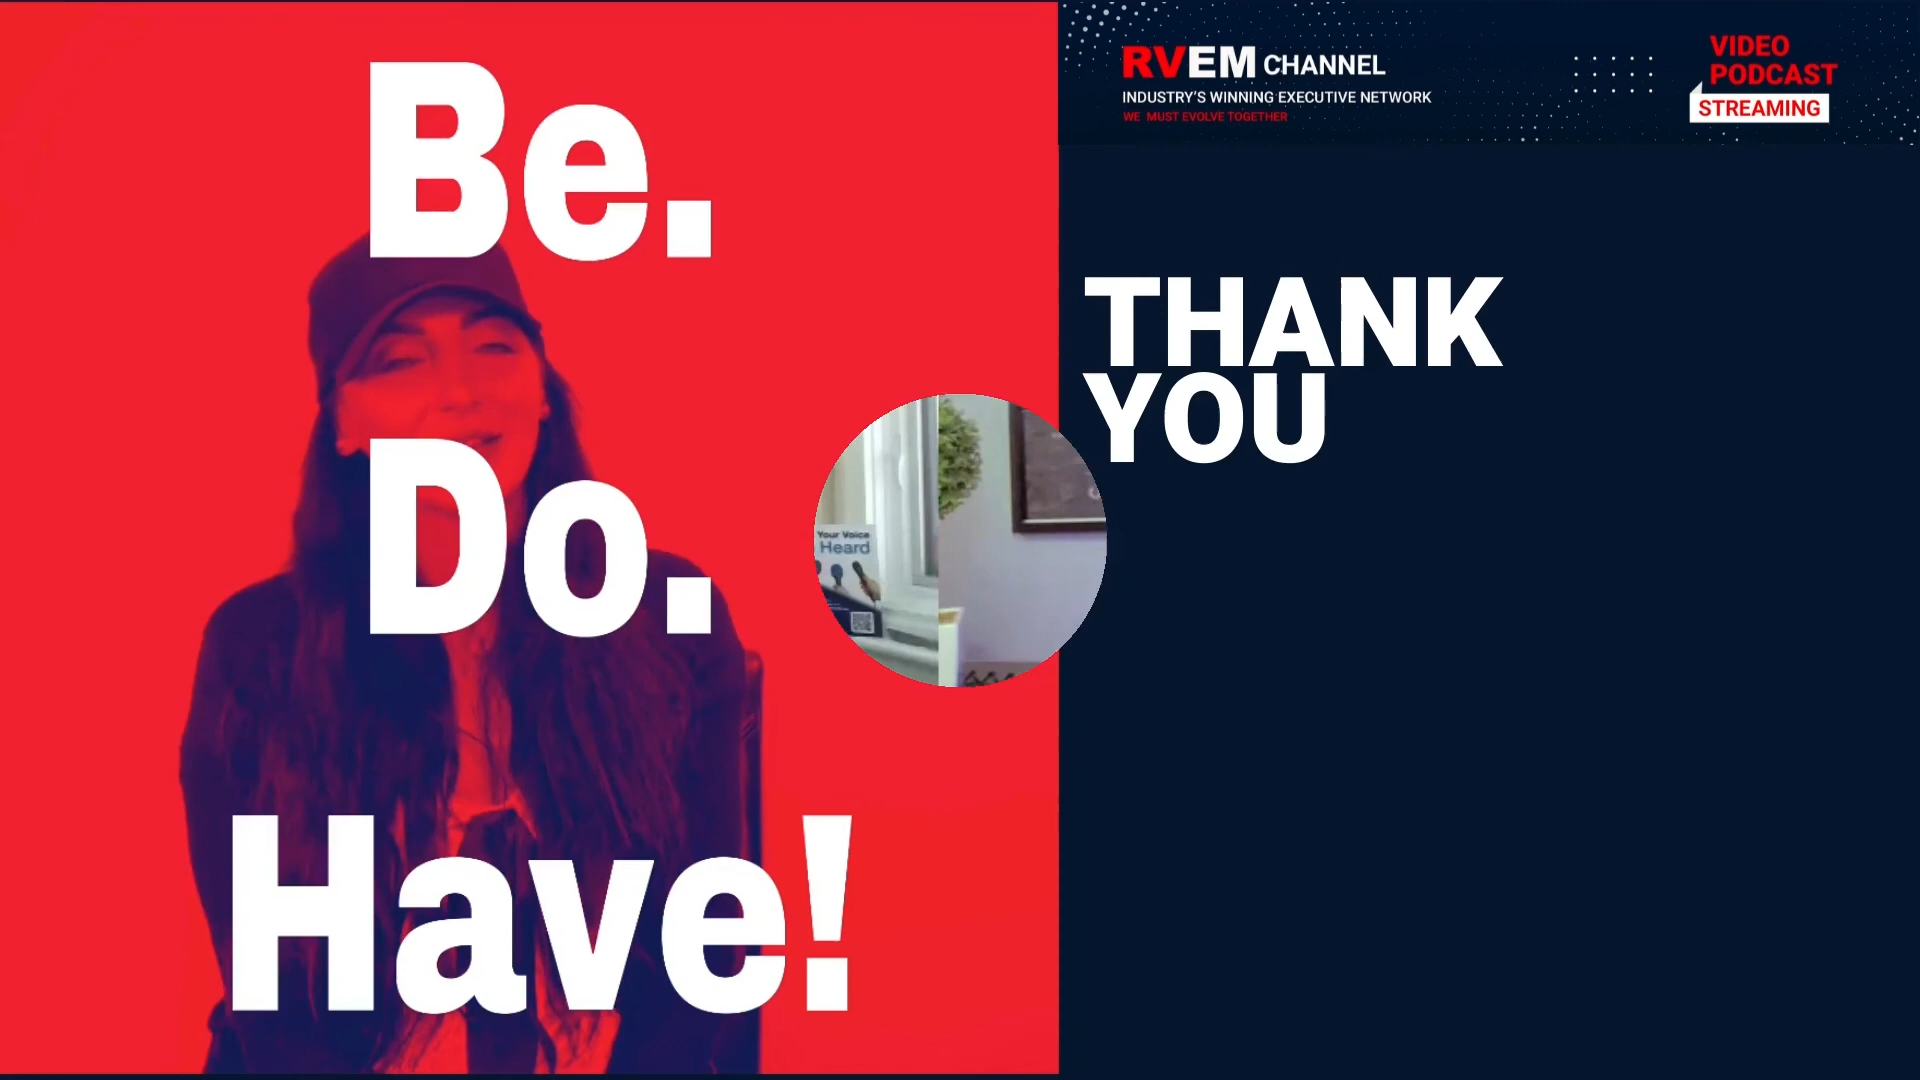 Be.
Do.
Have!
RVEM CHANNEL
INDUSTRY'S WINNING EXECUTIVE NETWORK
WE MUST EVOLVE TOGETHER
VIDEO
PODCAST
STREAMING
THANK
YOU
Your Voice
Heard